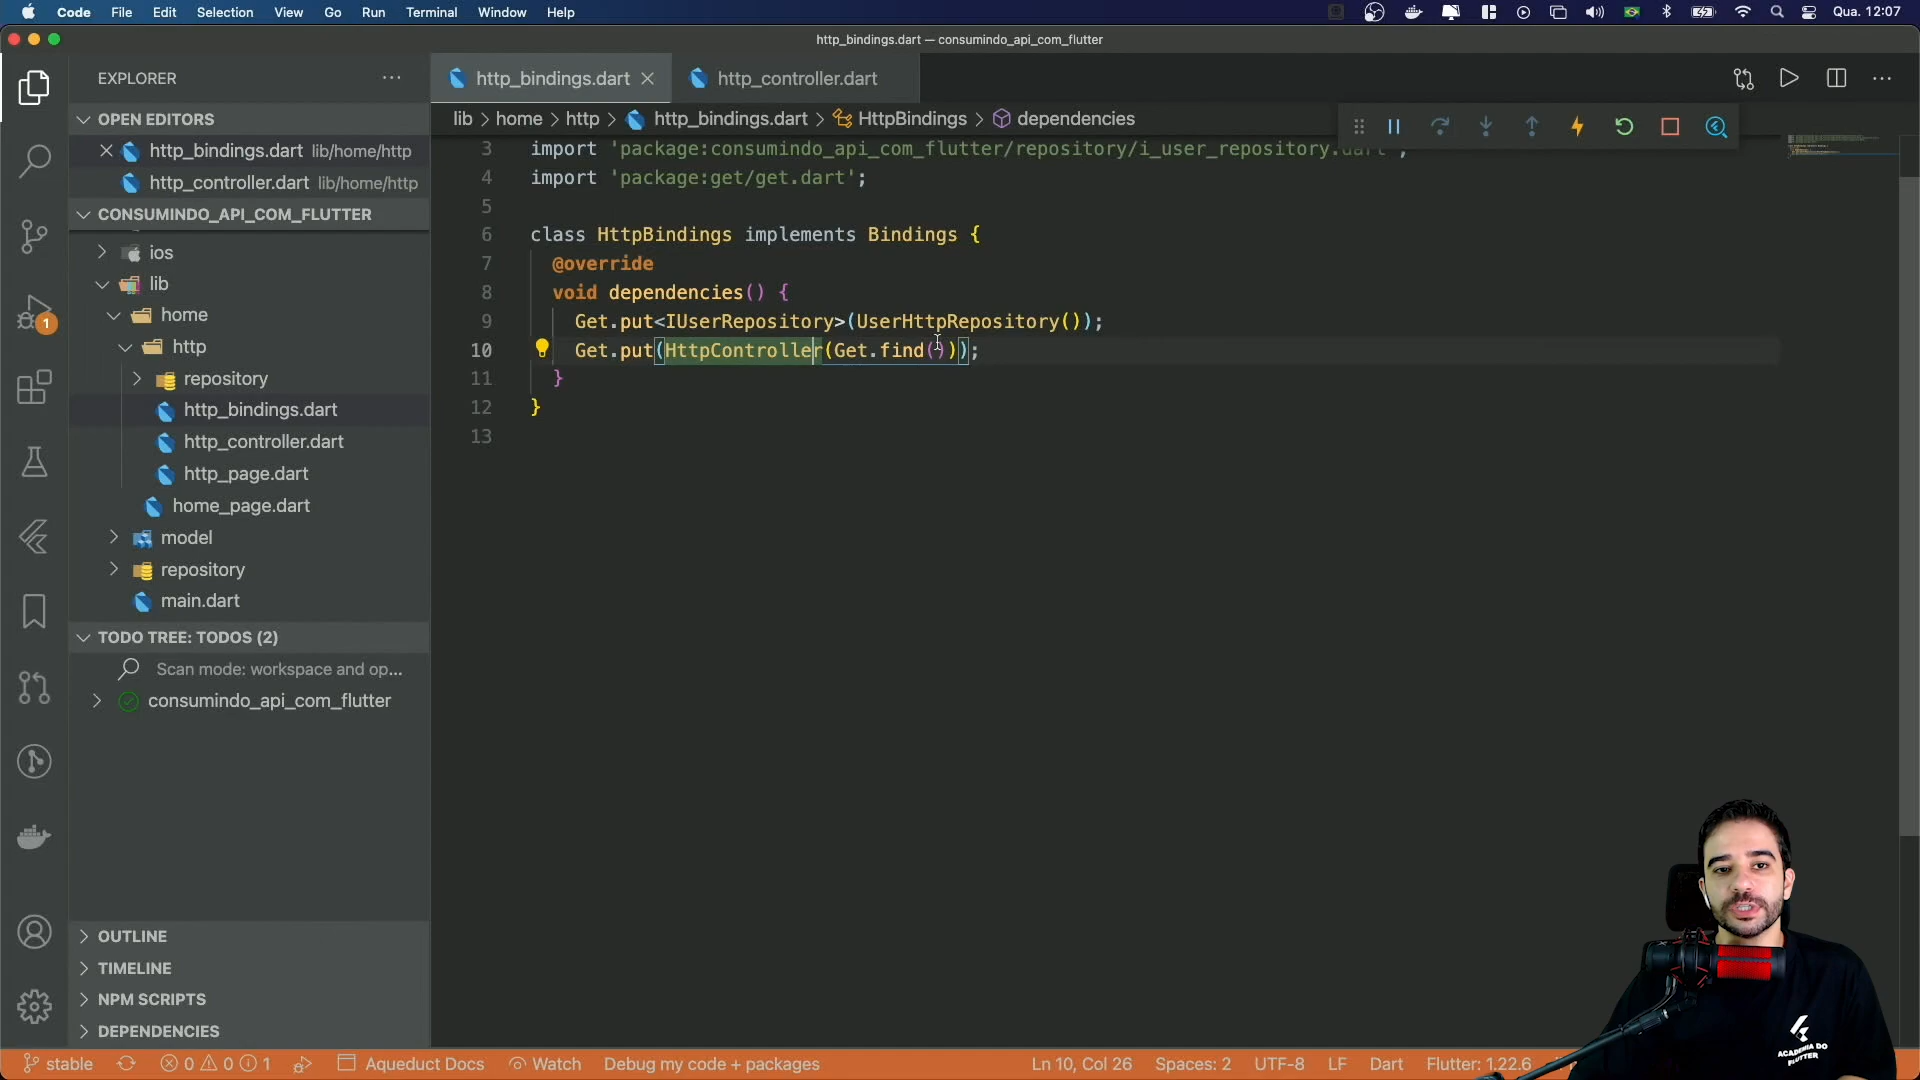 Code File Edit Selection View Go Run Terminal Window Help Qua. 12:07
http_bindings.dart — consumindo_api_com_flutter
EXPLORER
http_bindings.dart
http_controller.dart
OPEN EDITORS
lib > home > http > http_bindings.dart > HttpBindings > dependencies
http_bindings.dart lib/home/http
http_controller.dart lib/home/http
CONSUMINDO_API_COM_FLUTTER
ios
lib
home
http
repository
http_bindings.dart
http_controller.dart
http_page.dart
home_page.dart
model
repository
main.dart
TODO TREE: TODOS (2)
Scan mode: workspace and op...
consumindo_api_com_flutter
OUTLINE
TIMELINE
NPM SCRIPTS
DEPENDENCIES
1
3 import 'package:consumindo_api_com_flutter/repository/i_user_repository.dart';
4 import 'package:get/get.dart';
5
6 class HttpBindings implements Bindings {
7 @override
8 void dependencies() {
9 Get.put<IUserRepository>(UserHttpRepository());
10 Get.put(HttpController(Get.find()));
11 }
12 }
13
ACADEMIA DO
FLUTTER
stable 0 0 1 Aqueduct Docs Watch Debug my code + packages Ln 10, Col 26 Spaces: 2 UTF-8 LF Dart Flutter: 1.22.6